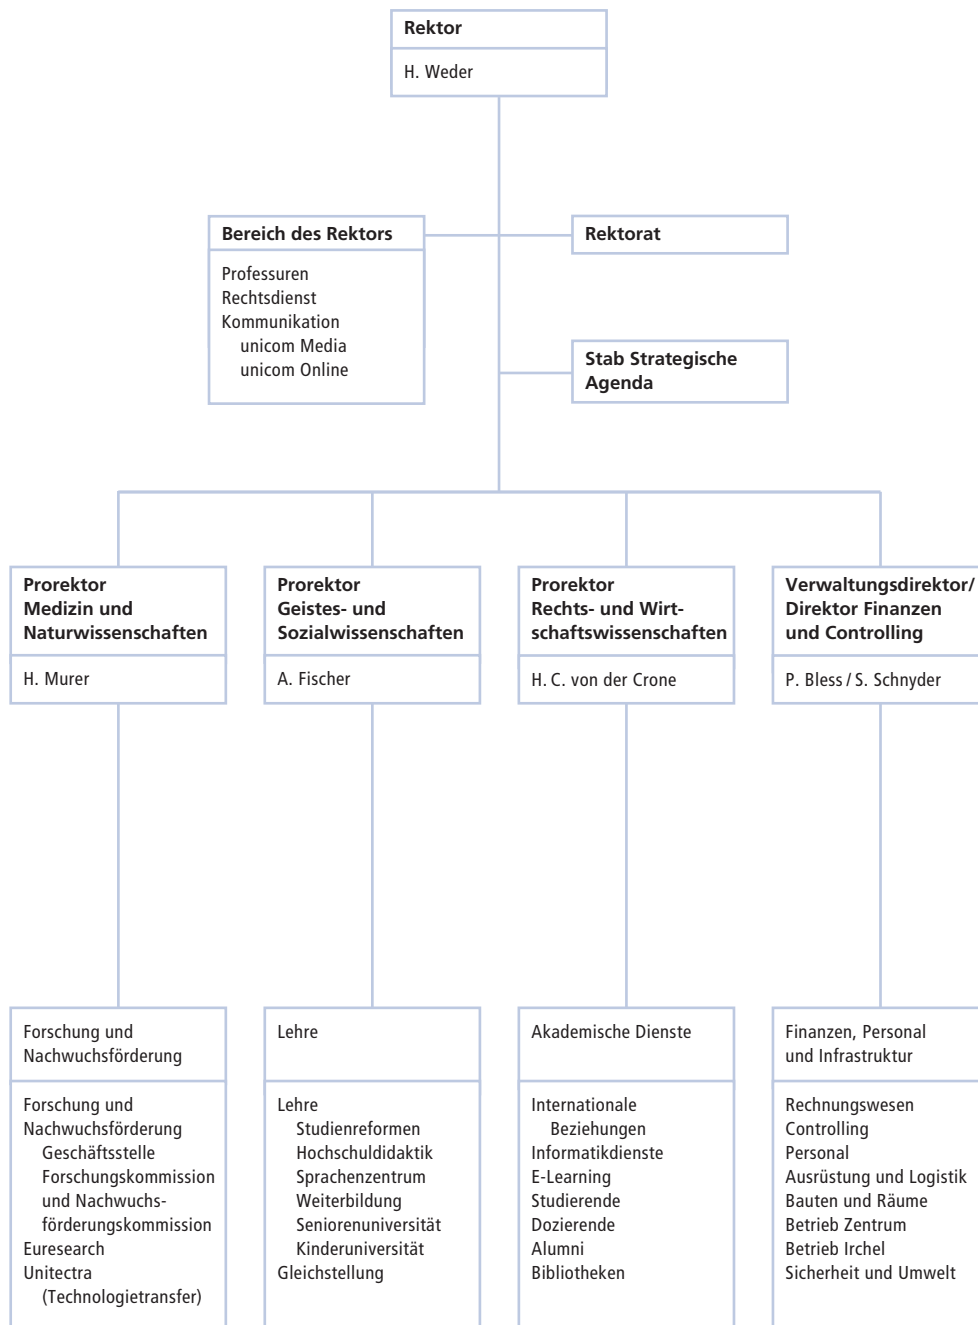 Rektor
H. Weder
Bereich des Rektors
Professuren
Rechtsdienst
Kommunikation
unicom Media
unicom Online
Rektorat
Stab Strategische
Agenda
Prorektor
Medizin und
Naturwissenschaften
H. Murer
Prorektor
Geistes- und
Sozialwissenschaften
A. Fischer
Prorektor
Rechts- und Wirt-
schaftswissenschaften
H. C. von der Crone
Verwaltungsdirektor/
Direktor Finanzen
und Controlling
P. Bless / S. Schnyder
Forschung und
Nachwuchsförderung
Forschung und
Nachwuchsförderung
Geschäftsstelle
Forschungskommission
und Nachwuchs-
förderungskommission
Euresearch
Unitectra
(Technologietransfer)
Lehre
Lehre
Studienreformen
Hochschuldidaktik
Sprachenzentrum
Weiterbildung
Seniorenuniversität
Kinderuniversität
Gleichstellung
Akademische Dienste
Internationale
Beziehungen
Informatikdienste
E-Learning
Studierende
Dozierende
Alumni
Bibliotheken
Finanzen, Personal
und Infrastruktur
Rechnungswesen
Controlling
Personal
Ausrüstung und Logistik
Bauten und Räume
Betrieb Zentrum
Betrieb Irchel
Sicherheit und Umwelt